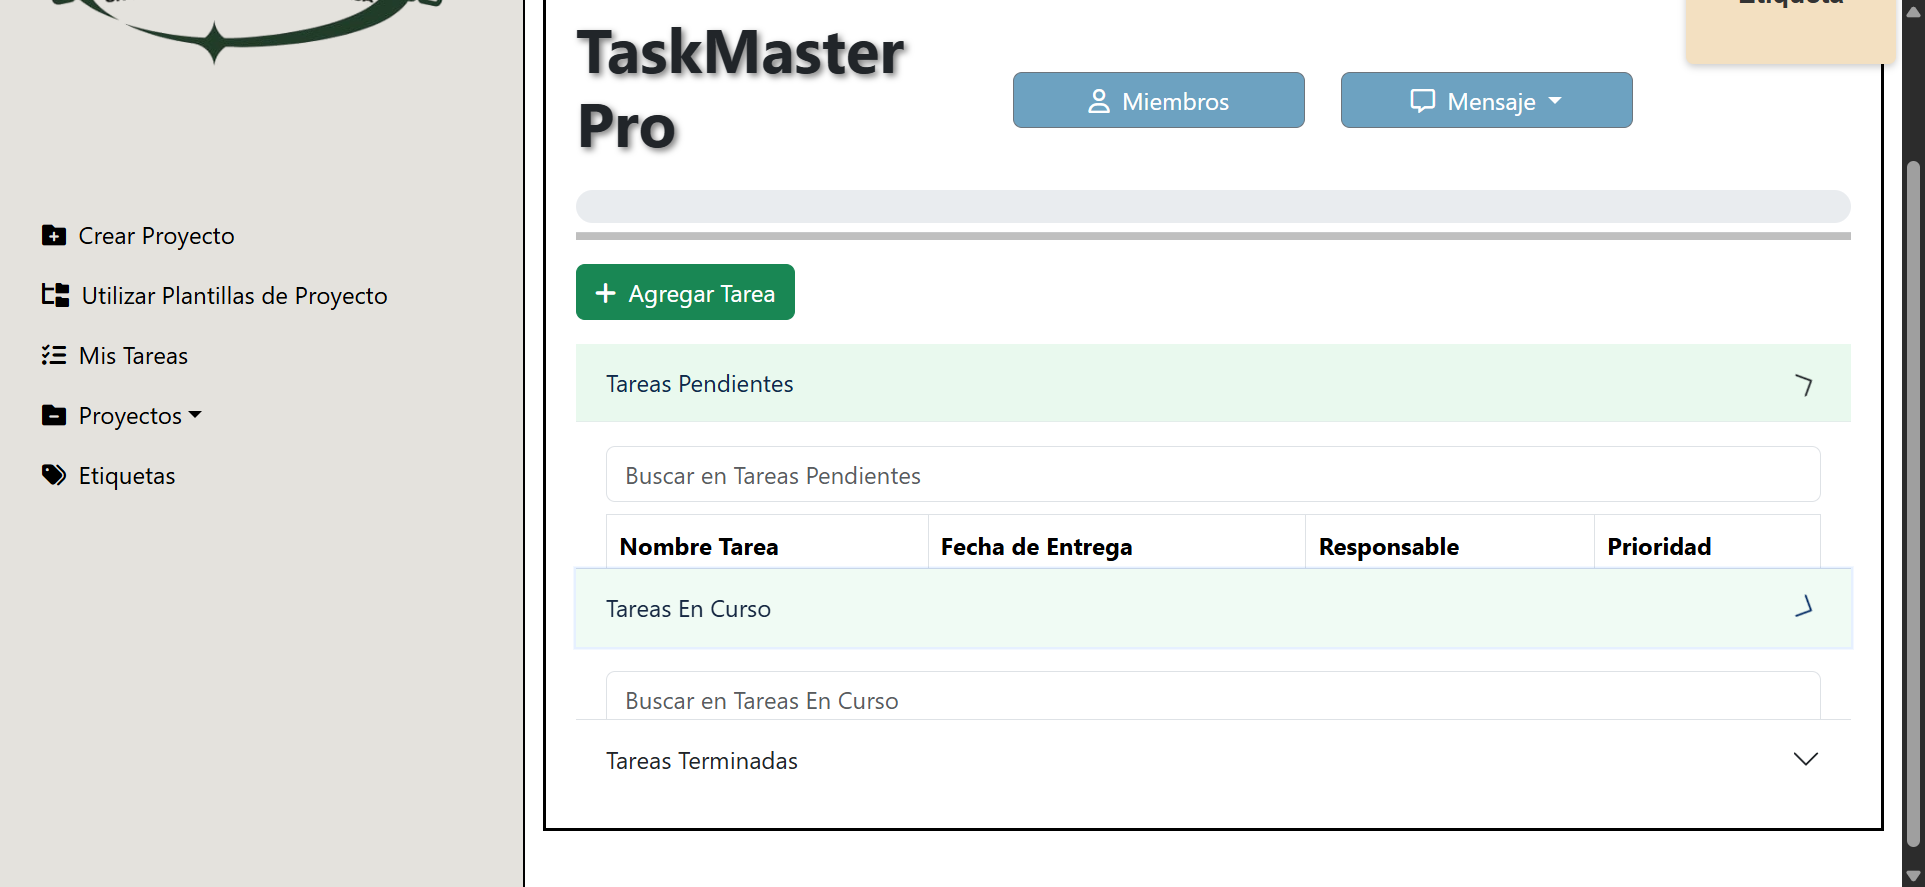 Crear Proyecto
Utilizar Plantillas de Proyecto
Mis Tareas
Proyectos
Etiquetas
TaskMaster
Pro
Miembros
Mensaje
Agregar Tarea
Tareas Pendientes
Buscar en Tareas Pendientes
Nombre Tarea Fecha de Entrega Responsable Prioridad
Tareas En Curso
Buscar en Tareas En Curso
Tareas Terminadas